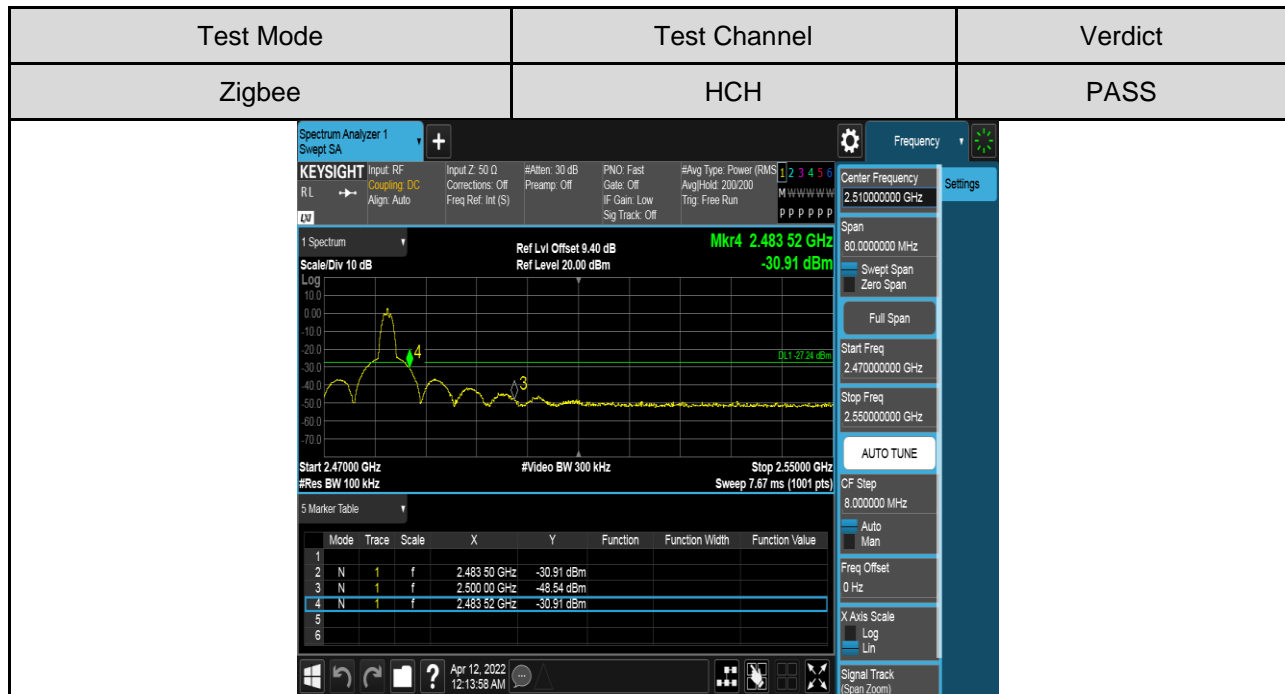 Test Mode Test Channel Verdict
Zigbee HCH PASS
Spectrum Analyzer 1
Swept SA
+
Frequency
KEYSIGHT Input: RF Input Z: 50 Ω #Atten: 30 dB PNO: Fast #Avg Type: Power (RMS 1 2 3 4 5 6
RL Coupling: DC Corrections: Off Preamp: Off Gate: Off Avg|Hold: 200/200 M W W W W W
Align: Auto Freq Ref: Int (S) IF Gain: Low Trig: Free Run
LXI Sig Track: Off P P P P P P
1 Spectrum Ref Lvl Offset 9.40 dB Mkr4 2.483 52 GHz
Scale/Div 10 dB Ref Level 20.00 dBm -30.91 dBm
Log
10.0
0.00
-10.0
-20.0
-30.0
-40.0
-50.0
-60.0
-70.0
4
3
DL1 -27.24 dBm
Start 2.47000 GHz #Video BW 300 kHz Stop 2.55000 GHz
#Res BW 100 kHz Sweep 7.67 ms (1001 pts)
5 Marker Table
Mode Trace Scale X Y Function Function Width Function Value
1
2 N 1 f 2.483 50 GHz -30.91 dBm
3 N 1 f 2.500 00 GHz -48.54 dBm
4 N 1 f 2.483 52 GHz -30.91 dBm
5
6
? Apr 12, 2022
12:13:58 AM
Center Frequency
2.510000000 GHz
Settings
Span
80.0000000 MHz
Swept Span
Zero Span
Full Span
Start Freq
2.470000000 GHz
Stop Freq
2.550000000 GHz
AUTO TUNE
CF Step
8.000000 MHz
Auto
Man
Freq Offset
0 Hz
X Axis Scale
Log
Lin
Signal Track
(Span Zoom)